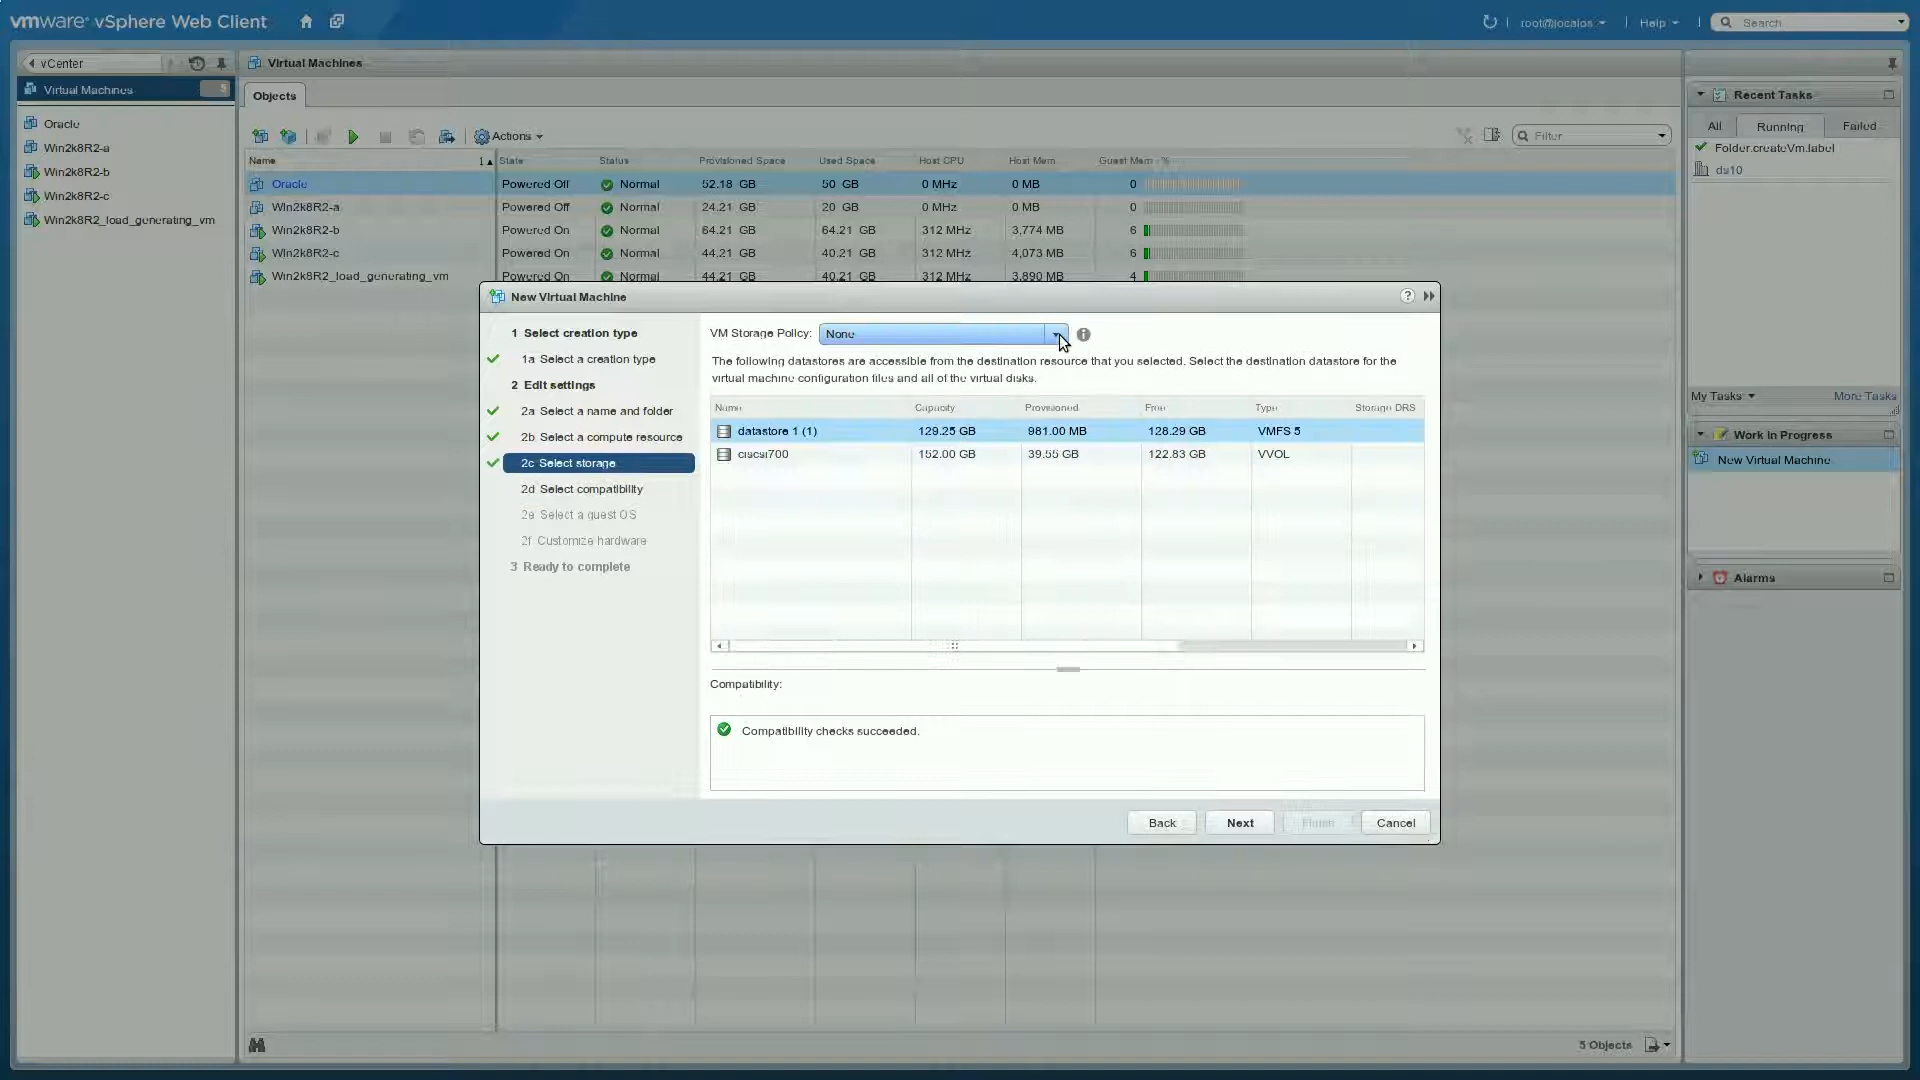 vmware® vSphere Web Client
root@localos
Help
Search
vCenter
Virtual Machines 5
Oracle
Win2k8R2-a
Win2k8R2-b
Win2k8R2-c
Win2k8R2_load_generating_vm
Virtual Machines
Objects
Actions
Filter
Name 1 State Status Provisioned Space Used Space Host CPU Host Mem Guest Mem - %
Oracle Powered Off Normal 52.18 GB 50 GB 0 MHz 0 MB 0
Win2k8R2-a Powered Off Normal 24.21 GB 20 GB 0 MHz 0 MB 0
Win2k8R2-b Powered On Normal 64.21 GB 64.21 GB 312 MHz 3,774 MB 6
Win2k8R2-c Powered On Normal 44.21 GB 40.21 GB 312 MHz 4,073 MB 6
Win2k8R2_load_generating_vm Powered On Normal 44.21 GB 40.21 GB 312 MHz 3,890 MB 4
New Virtual Machine
1 Select creation type
1a Select a creation type
2 Edit settings
2a Select a name and folder
2b Select a compute resource
2c Select storage
2d Select compatibility
2e Select a guest OS
2f Customize hardware
3 Ready to complete
VM Storage Policy: None
The following datastores are accessible from the destination resource that you selected. Select the destination datastore for the
virtual machine configuration files and all of the virtual disks.
Name Capacity Provisioned Free Type Storage DRS
datastore 1 (1) 129.25 GB 981.00 MB 128.29 GB VMFS 5
ciscsi700 152.00 GB 39.55 GB 122.83 GB VVOL
Compatibility:
Compatibility checks succeeded.
Back Next Finish Cancel
5 Objects
Recent Tasks
All Running Failed
Folder.createVm.label
ds10
My Tasks More Tasks
Work In Progress
New Virtual Machine
Alarms